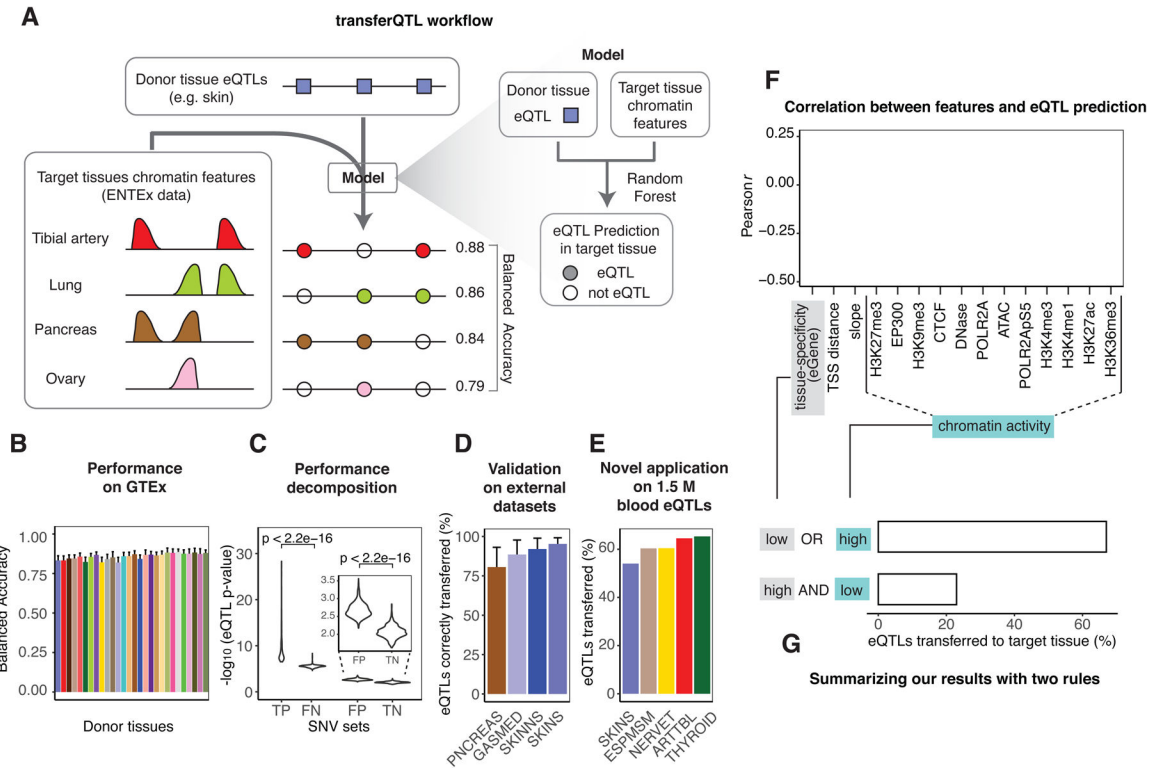 A
transferQTL workflow
Donor tissue eQTLs
(e.g. skin)
Target tissues chromatin features
(ENTEx data)
Tibial artery
Lung
Pancreas
Ovary
Model
0.88
0.86
0.84
0.79
Balanced Accuracy
Model
Donor tissue
eQTL
Target tissue
chromatin
features
Random
Forest
eQTL Prediction
in target tissue
eQTL
not eQTL
B
Performance
on GTEx
Balanced Accuracy
1.00
0.75
0.50
0.25
0.00
Donor tissues
C
Performance
decomposition
-log10 (eQTL p-value)
30
20
10
0
p < 2.2e-16
p < 2.2e-16
3.5
3.0
2.5
2.0
FP
TN
TP
FN
FP
TN
SNV sets
D
Validation
on external
datasets
eQTLs correctly transferred (%)
100
75
50
25
0
PNCREAS
GASMED
SKINNS
SKINS
E
Novel application
on 1.5 M
blood eQTLs
eQTLs transferred (%)
60
40
20
0
SKINS
ESPMSM
NERVET
ARTTBL
THYROID
F
Correlation between features and eQTL prediction
Pearson r
0.25
0.00
−0.25
−0.50
tissue-specificity
(eGene)
TSS distance
slope
H3K27me3
EP300
H3K9me3
CTCF
DNase
POLR2A
ATAC
POLR2ApS5
H3K4me3
H3K4me1
H3K27ac
H3K36me3
chromatin activity
low OR high
high AND low
0
20
40
60
eQTLs transferred to target tissue (%)
G
Summarizing our results with two rules